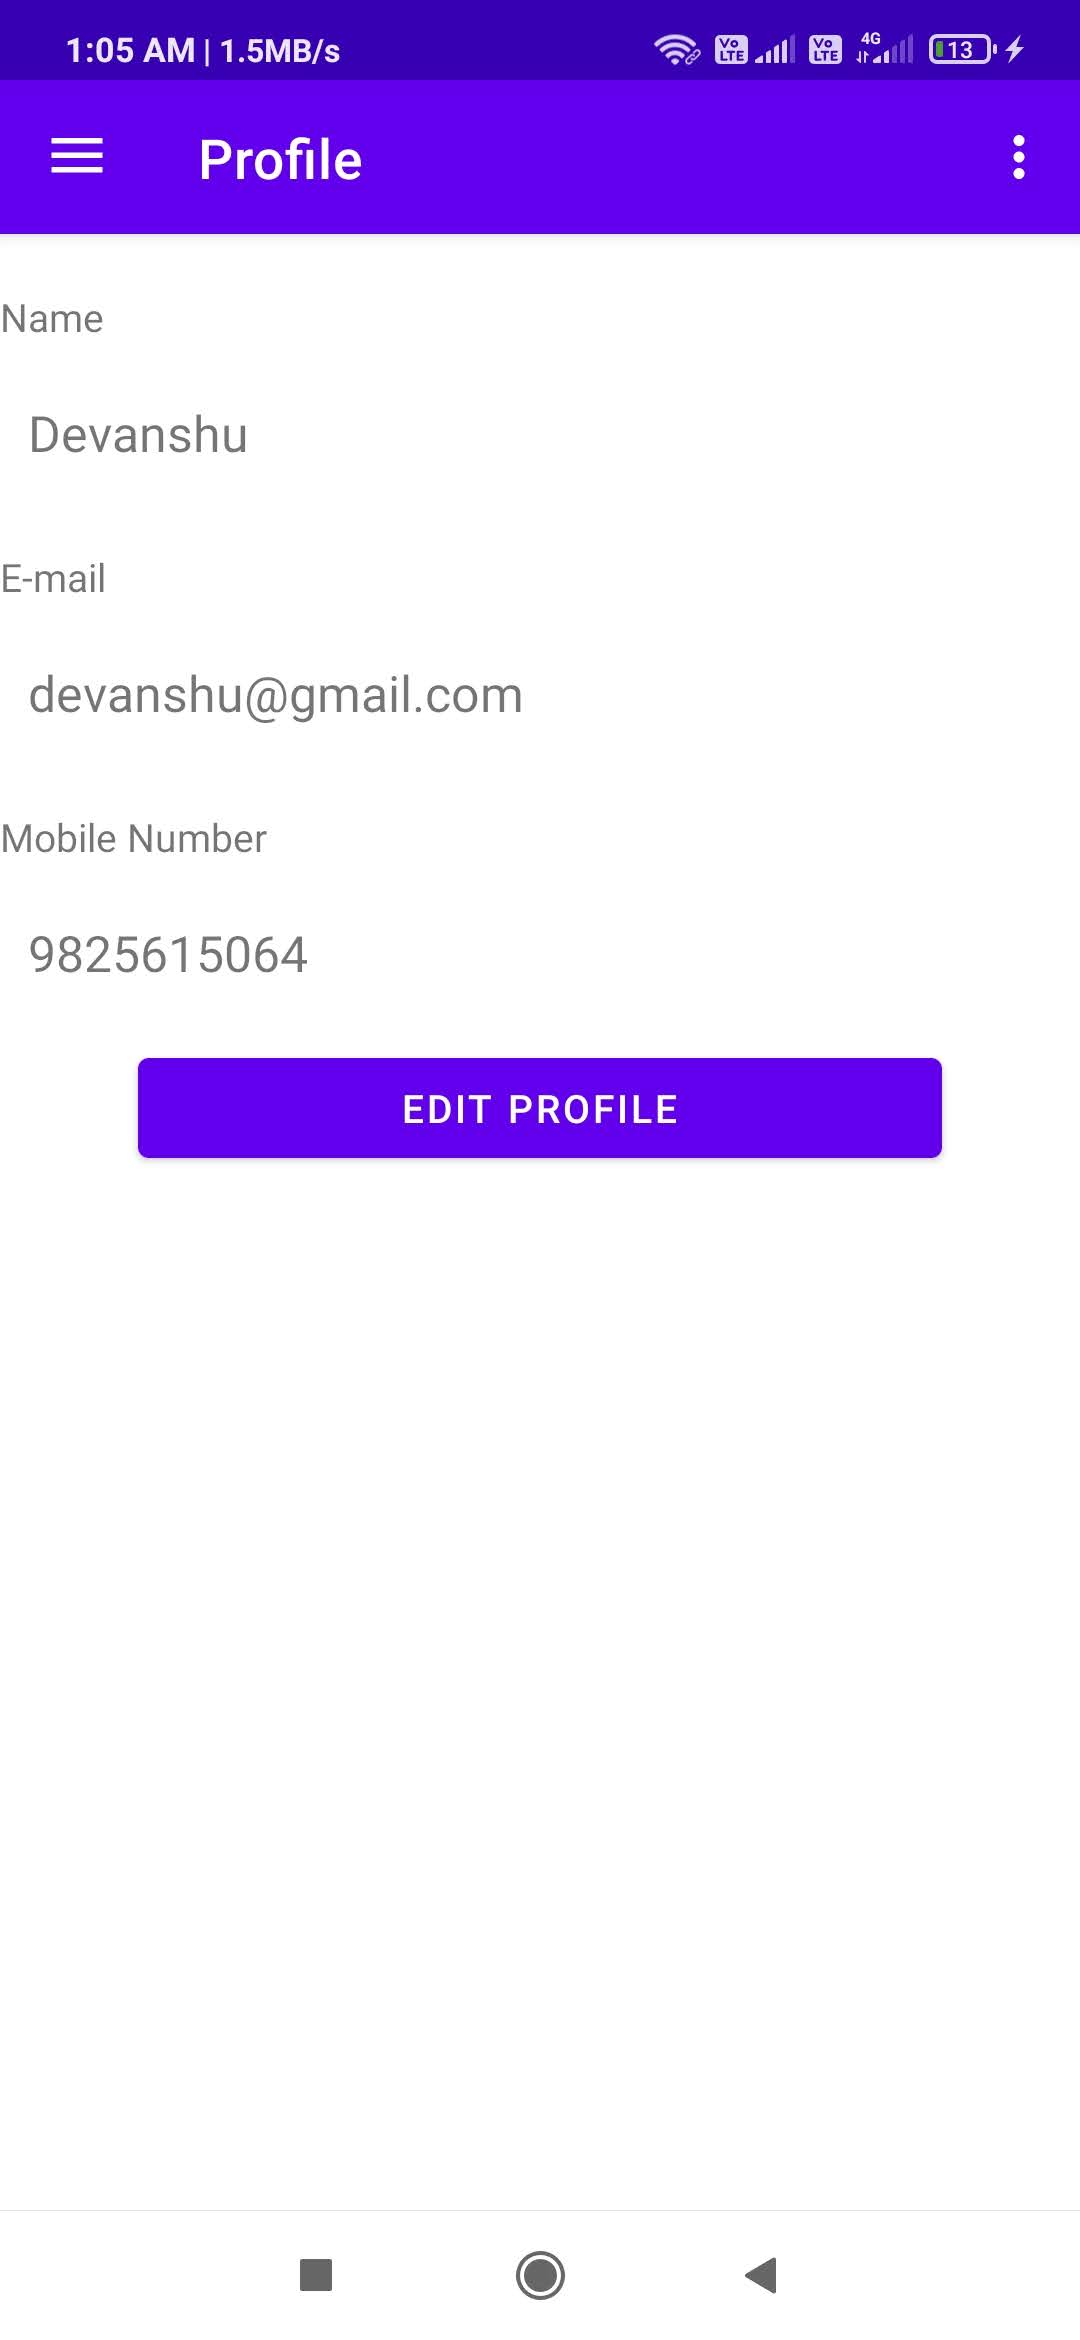 1:05 AM | 1.5MB/s Vo LTE Vo LTE 4G 13
Profile
Name
Devanshu
E-mail
devanshu@gmail.com
Mobile Number
9825615064
EDIT PROFILE